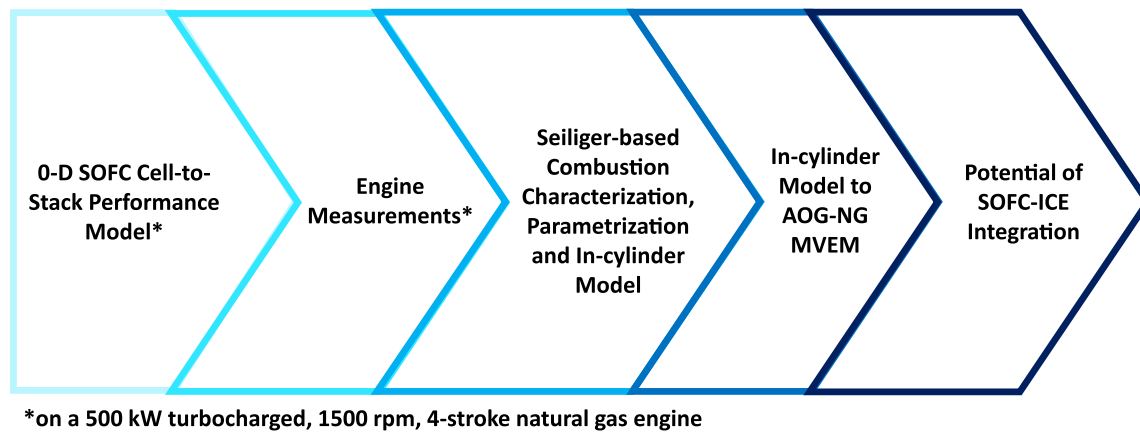 0-D SOFC Cell-to-
Stack Performance
Model*
Engine
Measurements*
Seiliger-based
Combustion
Characterization,
Parametrization
and In-cylinder
Model
In-cylinder
Model to
AOG-NG
MVEM
Potential of
SOFC-ICE
Integration
*on a 500 kW turbocharged, 1500 rpm, 4-stroke natural gas engine